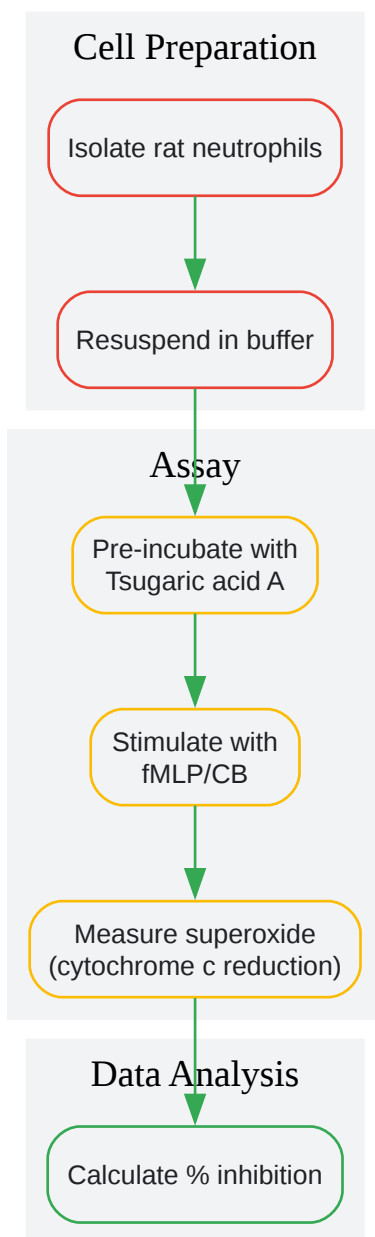 Cell Preparation
Isolate rat neutrophils
Resuspend in buffer
Assay
Pre-incubate with
Tsugaric acid A
Stimulate with
fMLP/CB
Measure superoxide
(cytochrome c reduction)
Data Analysis
Calculate % inhibition